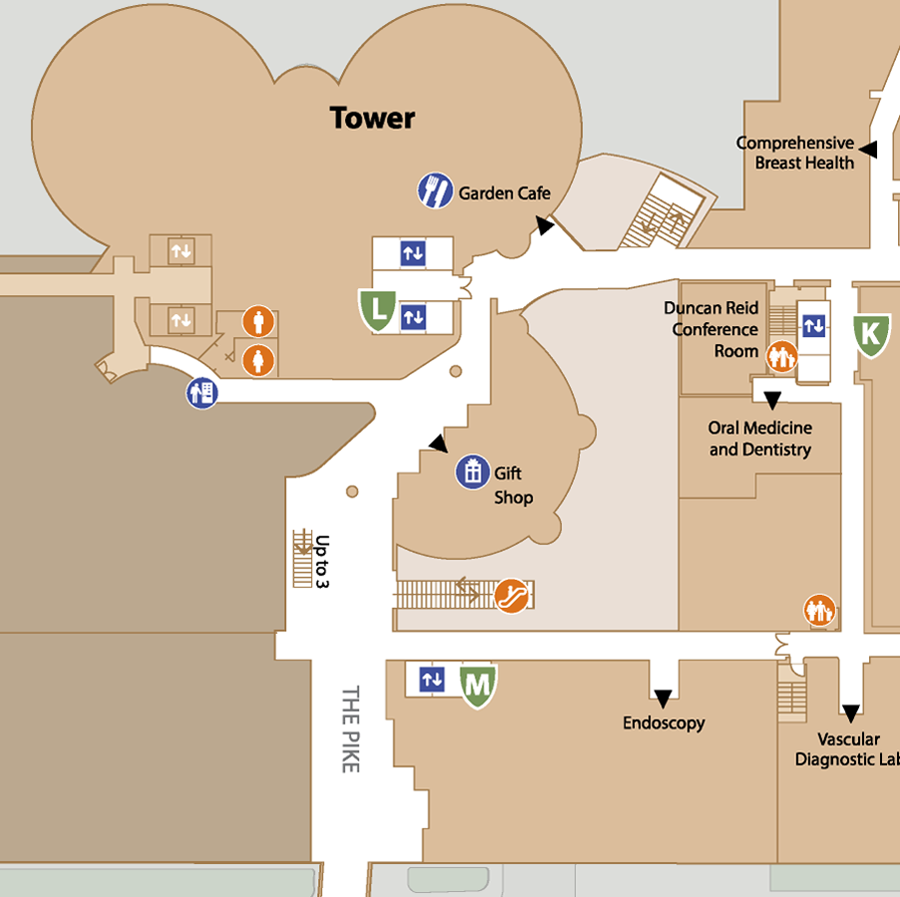 Tower
Comprehensive
Breast Health
Garden Cafe
L
Duncan Reid
Conference
Room
K
Oral Medicine
and Dentistry
Gift
Shop
Up to 3
M
THE PIKE
Endoscopy
Vascular
Diagnostic Lab